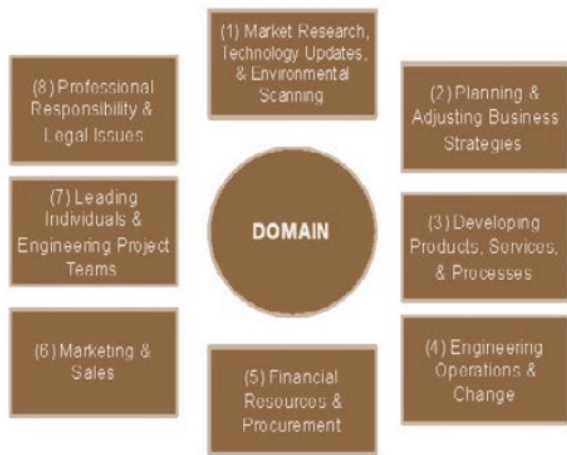 (1) Market Research,
Technology Updates,
& Environmental
Scanning
(2) Planning &
Adjusting Business
Strategies
(3) Developing
Products, Services,
& Processes
(4) Engineering
Operations &
Change
(5) Financial
Resources &
Procurement
(6) Marketing &
Sales
(7) Leading
Individuals &
Engineering Project
Teams
(8) Professional
Responsibility &
Legal Issues
DOMAIN